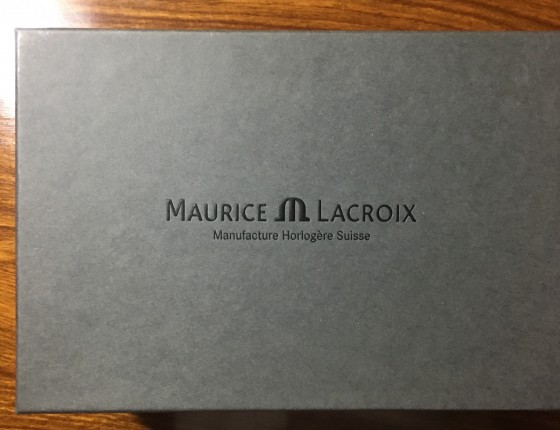 MAURICE LACROIX
Manufacture Horlogère Suisse